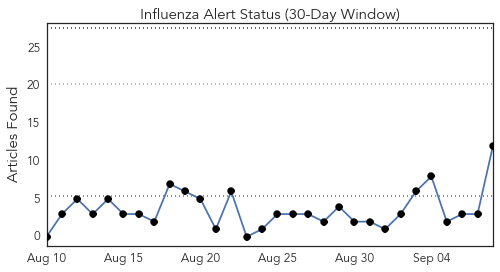 Influenza Alert Status (30-Day Window)
Articles Found
25
20
15
10
5
0
Aug 10
Aug 15
Aug 20
Aug 25
Aug 30
Sep 04